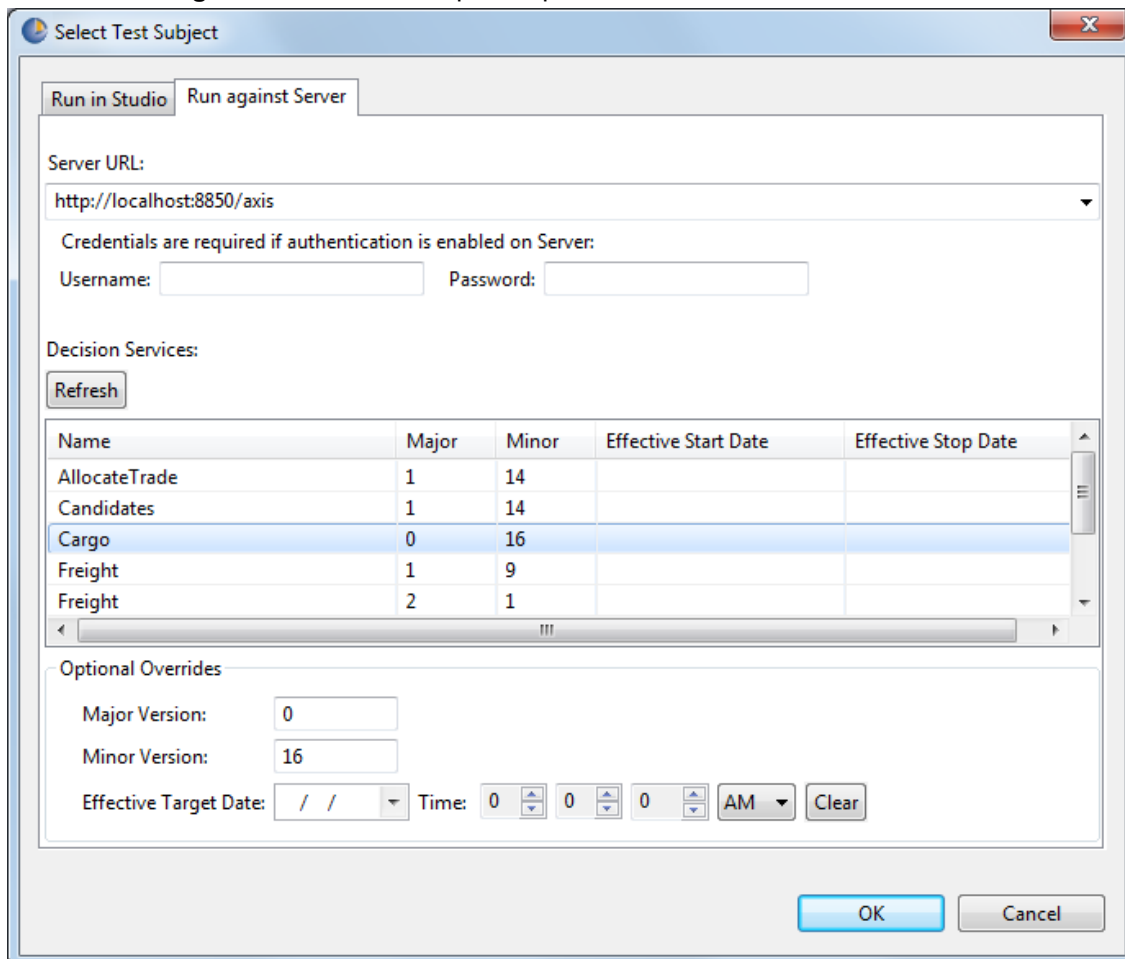 Select Test Subject
Run in Studio Run against Server
Server URL:
http://localhost:8850/axis
Credentials are required if authentication is enabled on Server:
Username: Password:
Decision Services:
Refresh
Name Major Minor Effective Start Date Effective Stop Date
AllocateTrade 1 14
Candidates 1 14
Cargo 0 16
Freight 1 9
Freight 2 1
Optional Overrides
Major Version: 0
Minor Version: 16
Effective Target Date: / / Time: 0 0 0 AM Clear
OK Cancel